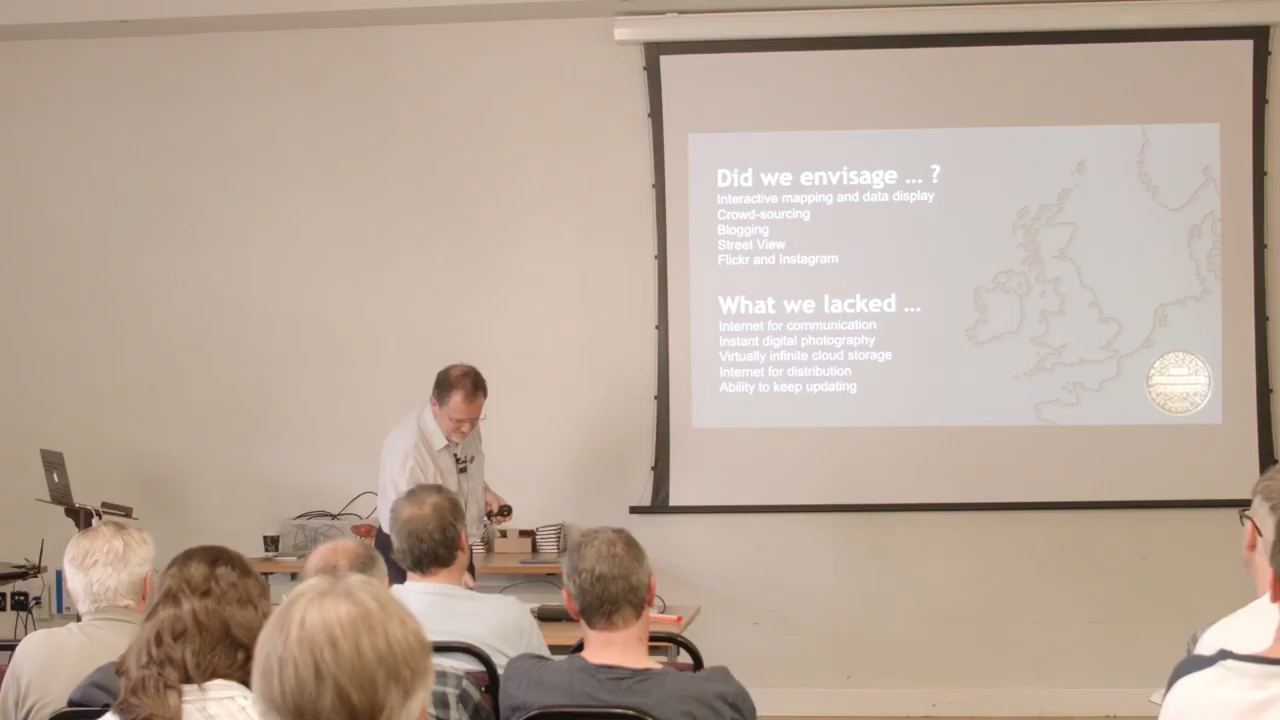 Did we envisage ... ?
Interactive mapping and data display
Crowd-sourcing
Blogging
Street View
Flickr and Instagram
What we lacked ...
Internet for communication
Instant digital photography
Virtually infinite cloud storage
Internet for distribution
Ability to keep updating